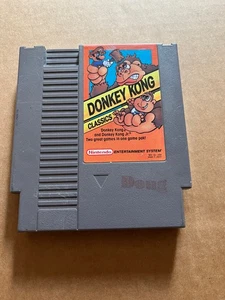 DONKEY KONG
CLASSICS
Donkey Kong
and Donkey Kong Jr.
Two great games in one game pak!
Nintendo ENTERTAINMENT SYSTEM
Doug